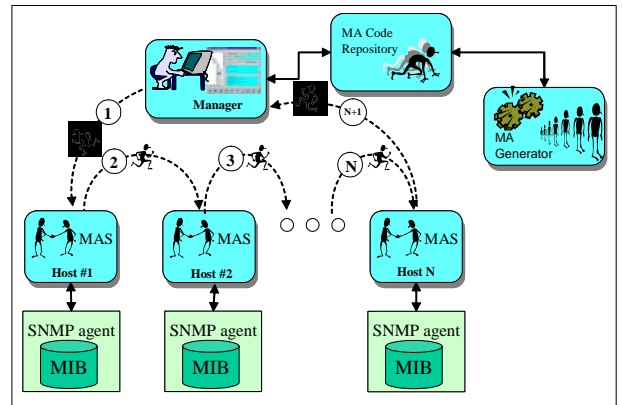 MA Code
Repository
Manager
MA
Generator
1
2
3
N
N+1
MAS
Host #1
MAS
Host #2
MAS
Host N
SNMP agent
MIB
SNMP agent
MIB
SNMP agent
MIB